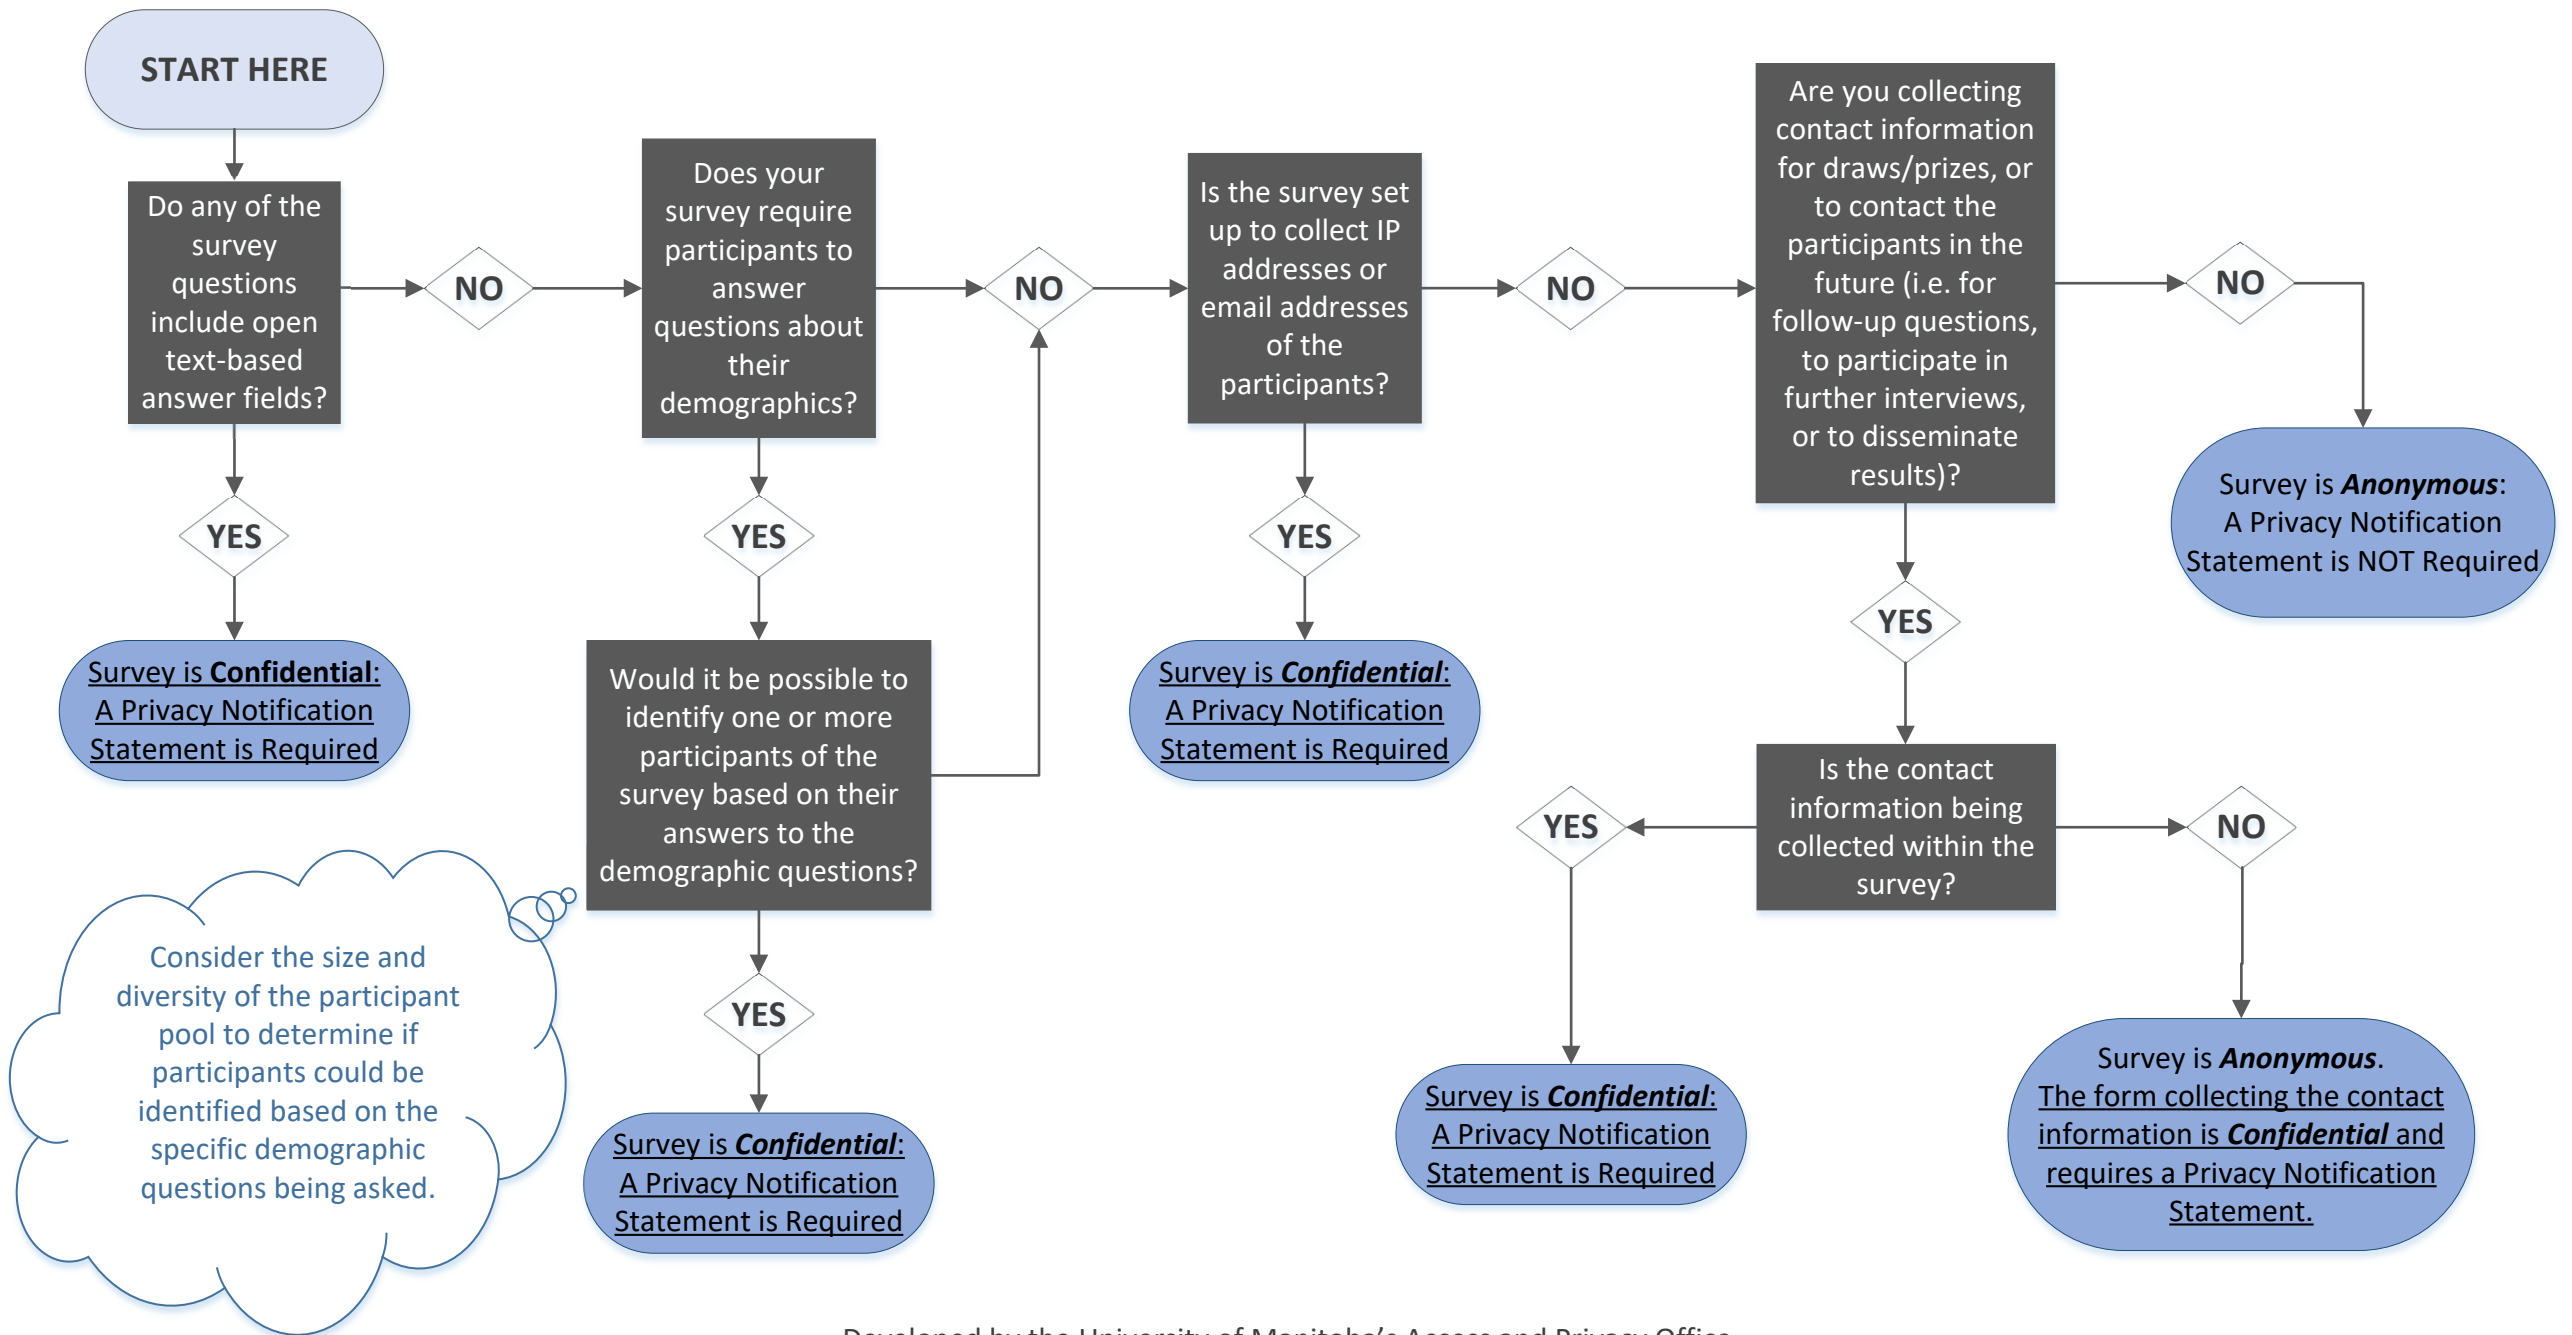 START HERE
Do any of the
survey
questions
include open
text-based
answer fields?
NO
YES
Survey is Confidential:
A Privacy Notification
Statement is Required
Does your
survey require
participants to
answer
questions about
their
demographics?
NO
YES
Would it be possible to
identify one or more
participants of the
survey based on their
answers to the
demographic questions?
YES
Survey is Confidential:
A Privacy Notification
Statement is Required
Consider the size and
diversity of the participant
pool to determine if
participants could be
identified based on the
specific demographic
questions being asked.
Is the survey set
up to collect IP
addresses or
email addresses
of the
participants?
NO
YES
Survey is Confidential:
A Privacy Notification
Statement is Required
Are you collecting
contact information
for draws/prizes, or
to contact the
participants in the
future (i.e. for
follow-up questions,
to participate in
further interviews,
or to disseminate
results)?
NO
Survey is Anonymous:
A Privacy Notification
Statement is NOT Required
YES
Is the contact
information being
collected within the
survey?
YES
Survey is Confidential:
A Privacy Notification
Statement is Required
NO
Survey is Anonymous.
The form collecting the contact
information is Confidential and
requires a Privacy Notification
Statement.
Developed by the University of Manitoba's Access and Privacy Office